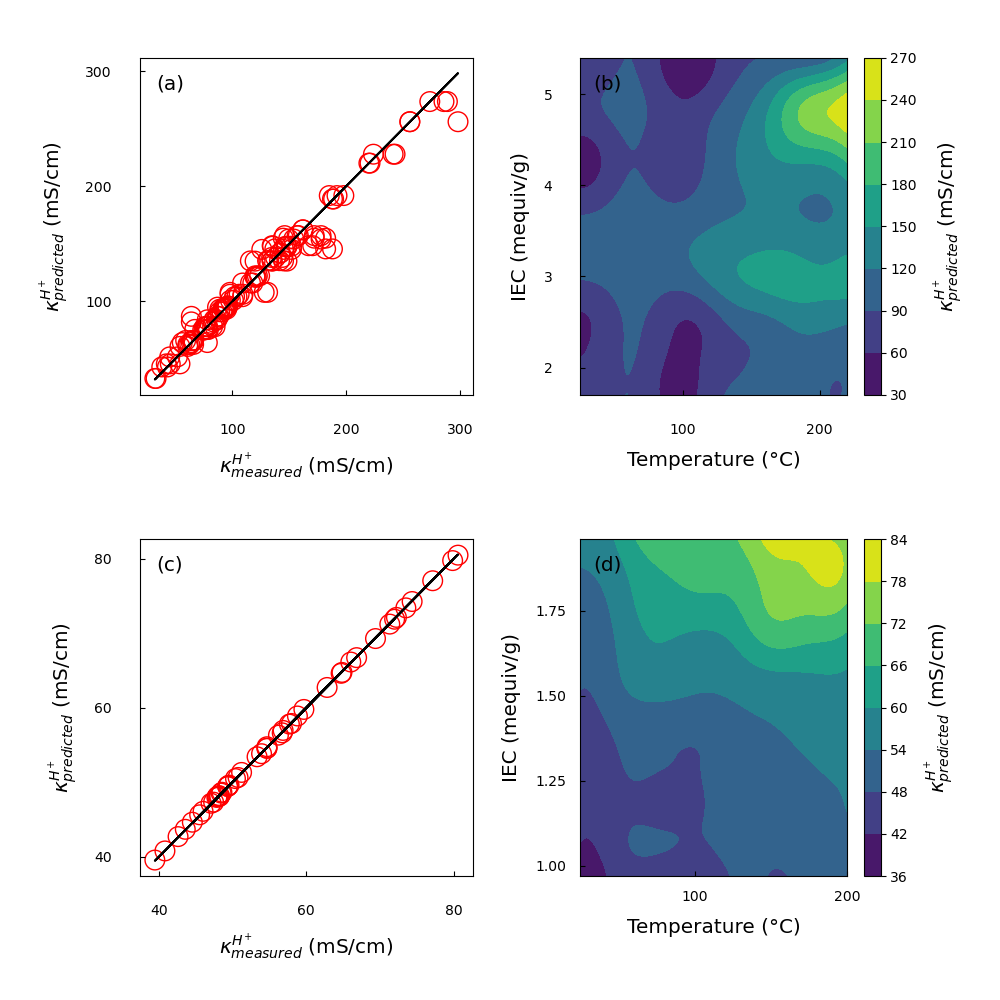 (a)
300
200
100
100 200 300
κ^{H^+}_{predicted} (mS/cm)
κ^{H^+}_{measured} (mS/cm)
(b)
5
4
3
2
100 200
IEC (mequiv/g)
Temperature (°C)
270
240
210
180
150
120
90
60
30
κ^{H^+}_{predicted} (mS/cm)
(c)
80
60
40
40 60 80
κ^{H^+}_{predicted} (mS/cm)
κ^{H^+}_{measured} (mS/cm)
(d)
1.75
1.50
1.25
1.00
100 200
IEC (mequiv/g)
Temperature (°C)
84
78
72
66
60
54
48
42
36
κ^{H^+}_{predicted} (mS/cm)